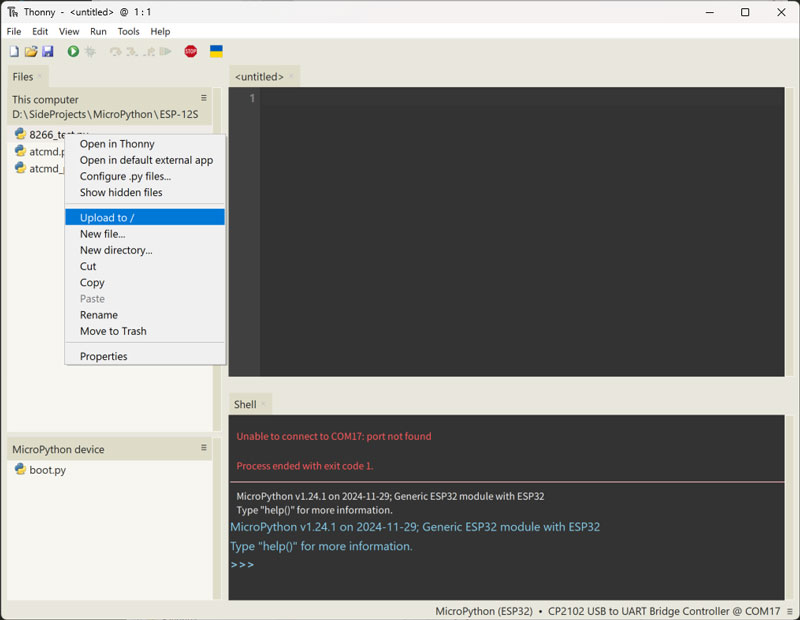 Thonny - <untitled> @ 1 : 1
File Edit View Run Tools Help
STOP
Files
This computer
D:\SideProjects\MicroPython\ESP-12S
8266_test.py
atcmd.p
atcmd_
Open in Thonny
Open in default external app
Configure .py files...
Show hidden files
Upload to /
New file...
New directory...
Cut
Copy
Paste
Rename
Move to Trash
Properties
MicroPython device
boot.py
<untitled>
1
Shell
Unable to connect to COM17: port not found
Process ended with exit code 1.
MicroPython v1.24.1 on 2024-11-29; Generic ESP32 module with ESP32
Type "help()" for more information.
MicroPython v1.24.1 on 2024-11-29; Generic ESP32 module with ESP32
Type "help()" for more information.
>>>
MicroPython (ESP32) • CP2102 USB to UART Bridge Controller @ COM17